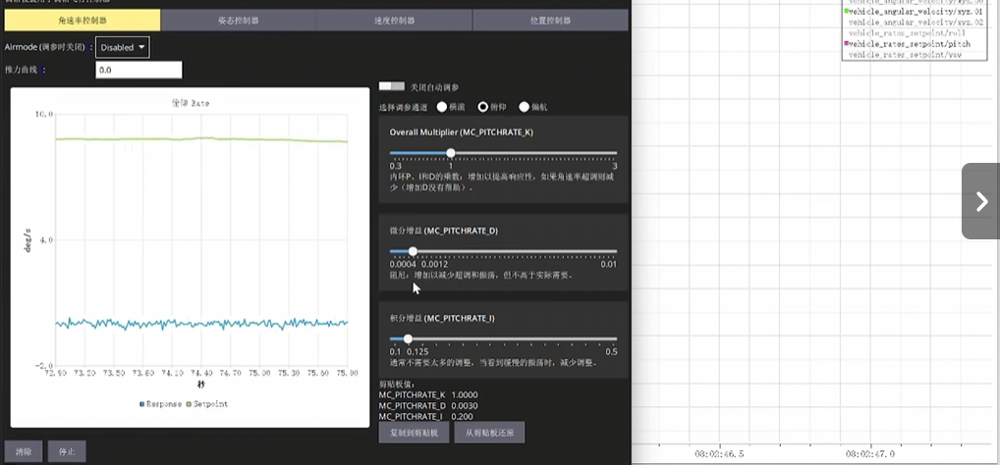 角速率控制器
姿态控制器
速度控制器
位置控制器
Airmode (调参时关闭) : Disabled
推力曲线 : 0.0
俯仰 Rate
10.0
4.0
-2.0
deg/s
72.90 73.20 73.50 73.80 74.10 74.40 74.70 75.00 75.30 75.60 75.90
秒
Response Setpoint
清除
停止
关闭自动调参
选择调参通道 横滚 俯仰 偏航
Overall Multiplier (MC_PITCHRATE_K)
0.3 1 3
内环P、I和D的乘数：增加以提高响应性，如果角速率超调则减
少（增加D没有帮助）。
微分增益 (MC_PITCHRATE_D)
0.0004 0.0012 0.01
阻尼：增加以减少超调和振荡，但不高于实际需要。
积分增益 (MC_PITCHRATE_I)
0.1 0.125 0.5
通常不需要太多的调整，当看到缓慢的振荡时，减少调整。
剪贴板值：
MC_PITCHRATE_K 1.0000
MC_PITCHRATE_D 0.0030
MC_PITCHRATE_I 0.200
复制到剪贴板
从剪贴板还原
vehicle_angular_velocity/xyz.01
vehicle_angular_velocity/xyz.02
vehicle_rates_setpoint/roll
vehicle_rates_setpoint/pitch
vehicle_rates_setpoint/yaw
08:02:46.5
08:02:47.0